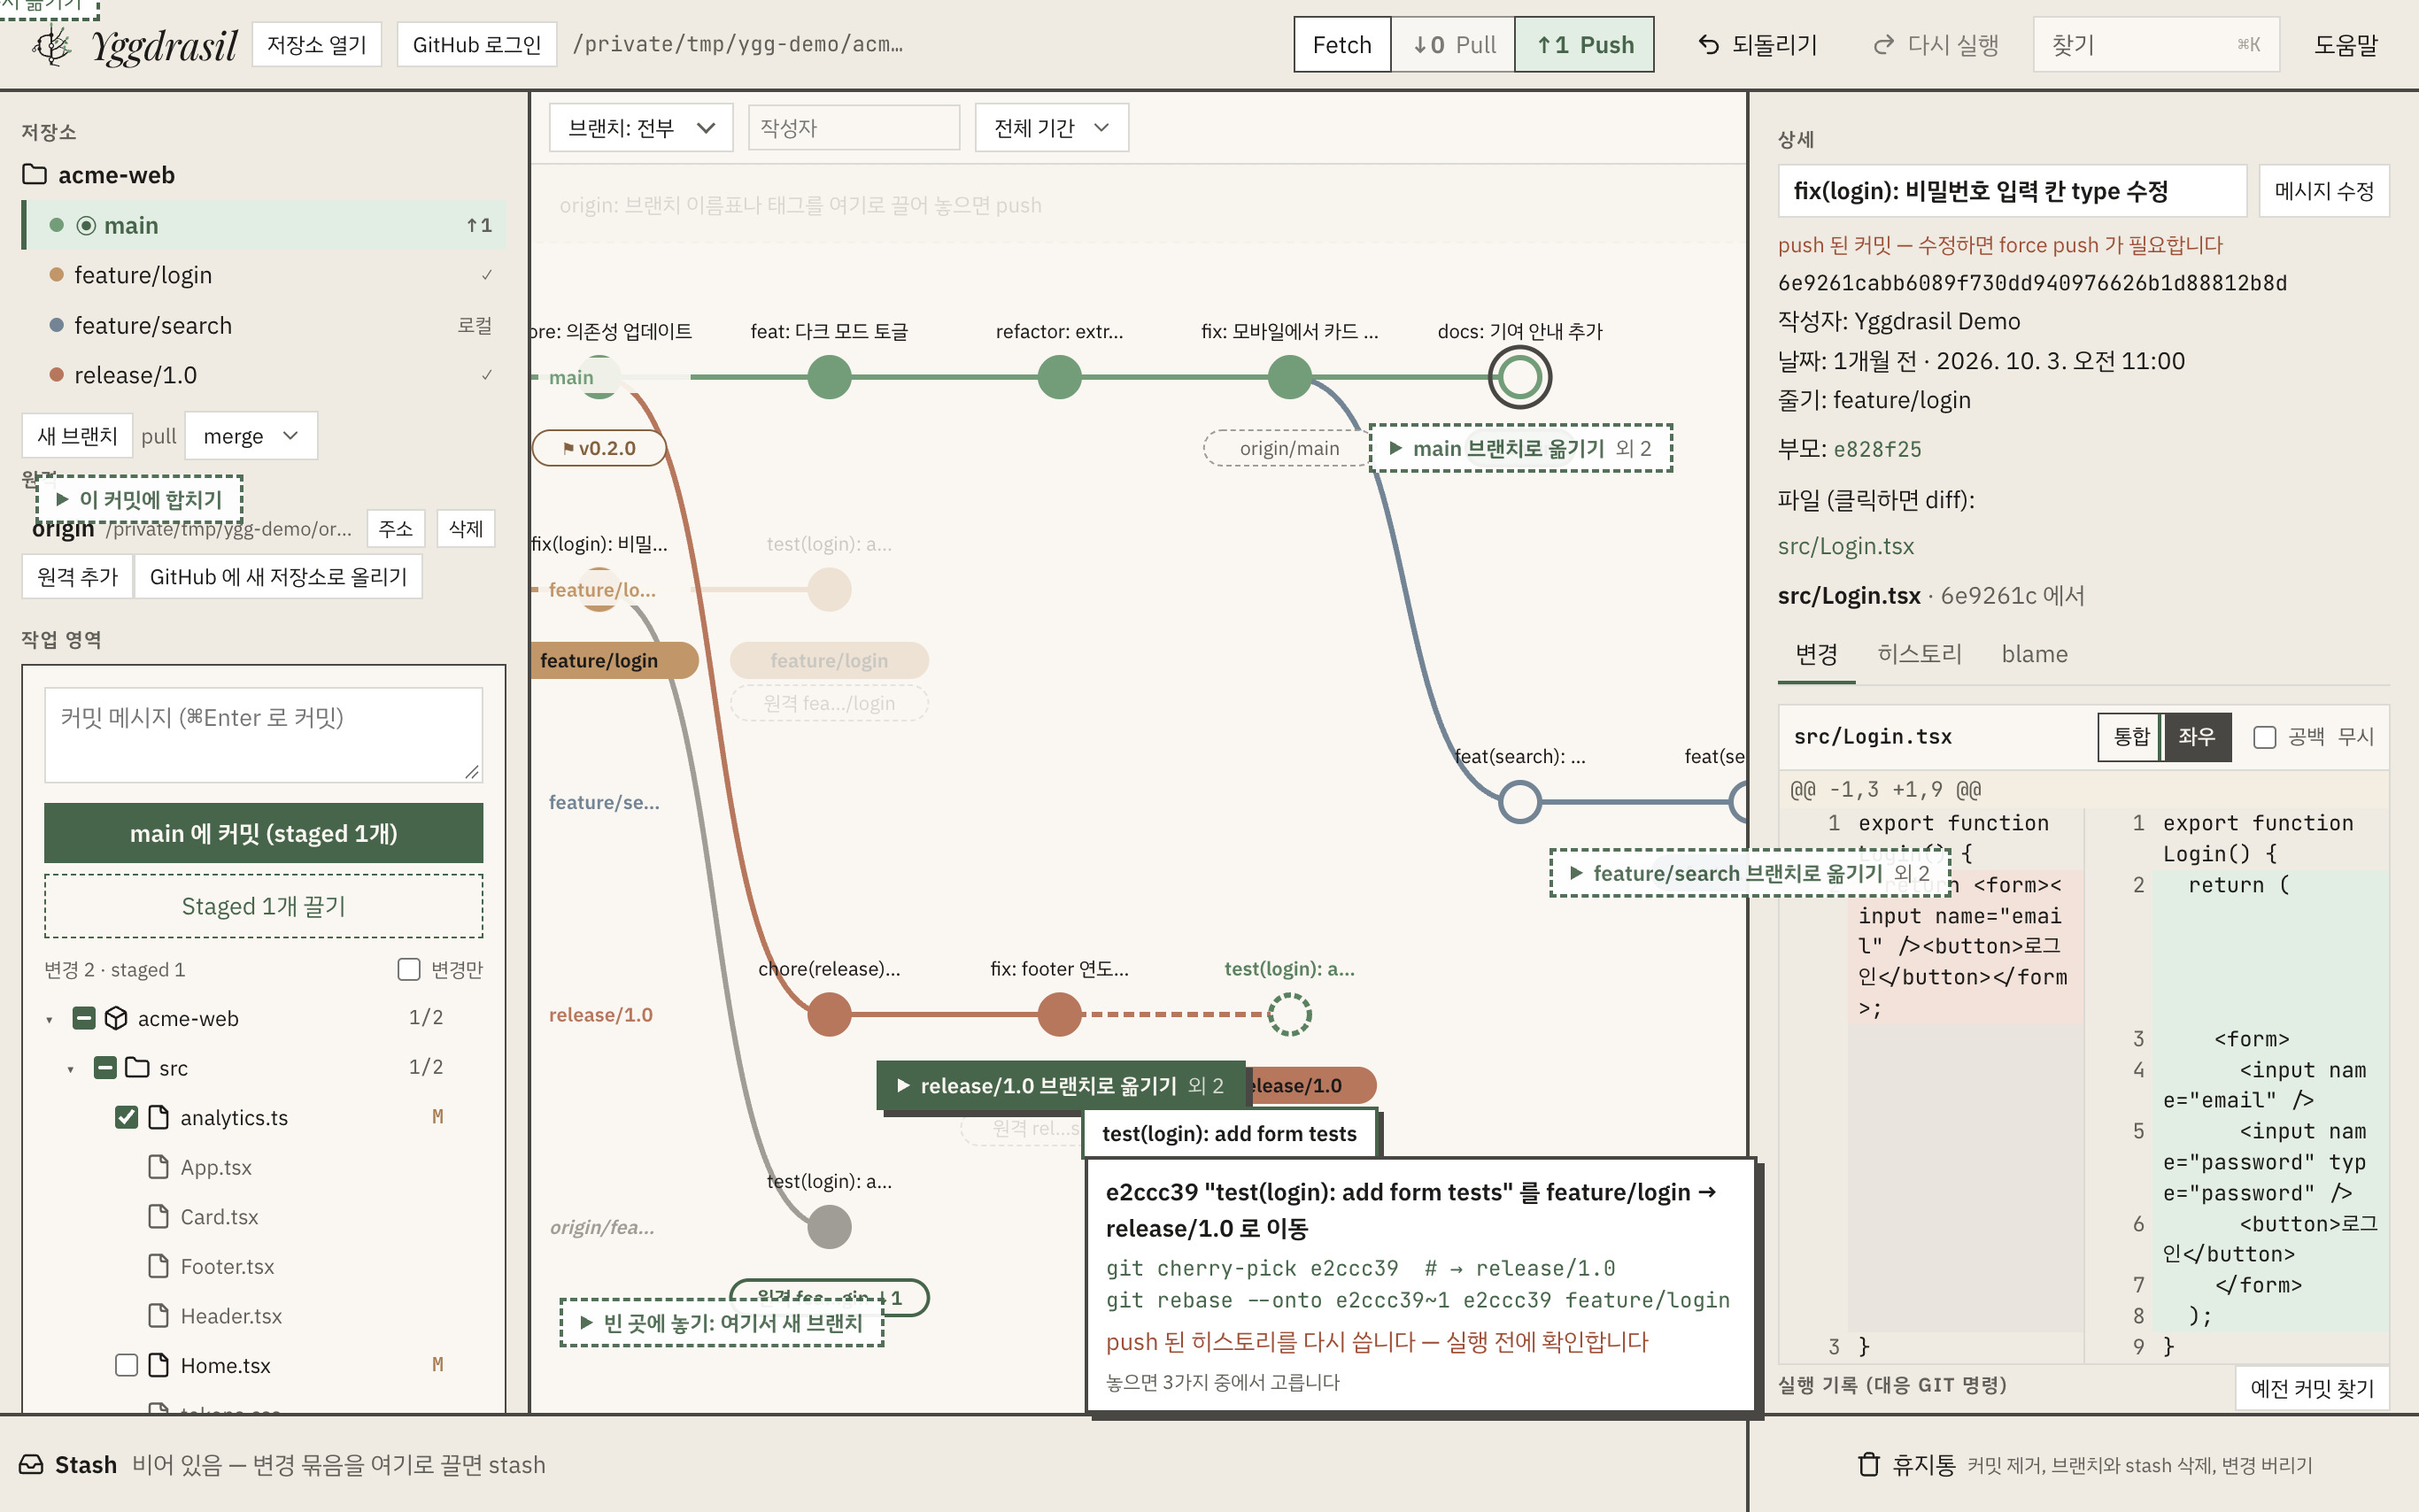 Yggdrasil
저장소 열기
GitHub 로그인
/private/tmp/ygg-demo/acm…
Fetch
↓0 Pull
↑1 Push
되돌리기
다시 실행
찾기 ⌘K
도움말
저장소
acme-web
main ↑1
feature/login ✓
feature/search 로컬
release/1.0 ✓
새 브랜치 pull merge
▶ 이 커밋에 합치기
origin /private/tmp/ygg-demo/or… 주소 삭제
원격 추가 GitHub 에 새 저장소로 올리기
작업 영역
커밋 메시지 (⌘Enter 로 커밋)
main 에 커밋 (staged 1개)
Staged 1개 끌기
변경 2 · staged 1 변경만
acme-web 1/2
src 1/2
analytics.ts M
App.tsx
Card.tsx
Footer.tsx
Header.tsx
Home.tsx M
브랜치: 전부
작성자
전체 기간
origin: 브랜치 이름표나 태그를 여기로 끌어 놓으면 push
ore: 의존성 업데이트
feat: 다크 모드 토글
refactor: extr…
fix: 모바일에서 카드 …
docs: 기여 안내 추가
main
v0.2.0
origin/main
▶ main 브랜치로 옮기기 외 2
fix(login): 비밀…
test(login): a…
feature/lo…
feature/login
feature/login
원격 fea…/login
feat(search): …
feat(se
feature/se…
▶ feature/search 브랜치로 옮기기 외 2
chore(release)…
fix: footer 연도…
test(login): a…
release/1.0
▶ release/1.0 브랜치로 옮기기 외 2
elease/1.0
원격 rel…s
test(login): add form tests
test(login): a…
origin/fea…
▶ 빈 곳에 놓기: 여기서 새 브랜치
e2ccc39 "test(login): add form tests" 를 feature/login →
release/1.0 로 이동
git cherry-pick e2ccc39 # → release/1.0
git rebase --onto e2ccc39~1 e2ccc39 feature/login
push 된 히스토리를 다시 씁니다 — 실행 전에 확인합니다
놓으면 3가지 중에서 고릅니다
상세
fix(login): 비밀번호 입력 칸 type 수정
메시지 수정
push 된 커밋 — 수정하면 force push 가 필요합니다
6e9261cabb6089f730dd940976626b1d88812b8d
작성자: Yggdrasil Demo
날짜: 1개월 전 · 2026. 10. 3. 오전 11:00
줄기: feature/login
부모: e828f25
파일 (클릭하면 diff):
src/Login.tsx
src/Login.tsx · 6e9261c 에서
변경 히스토리 blame
src/Login.tsx 통합 좌우 공백 무시
@@ -1,3 +1,9 @@
1 export function
Login() {
return <form><
input name="emai
l" /><button>로그
인</button></form
>;
3 }
1 export function
Login() {
2 return (
3 <form>
4 <input nam
e="email" />
5 <input nam
e="password" typ
e="password" />
6 <button>로그
인</button>
7 </form>
8 );
9 }
실행 기록 (대응 GIT 명령)
예전 커밋 찾기
Stash 비어 있음 — 변경 묶음을 여기로 끌면 stash
휴지통 커밋 제거, 브랜치와 stash 삭제, 변경 버리기